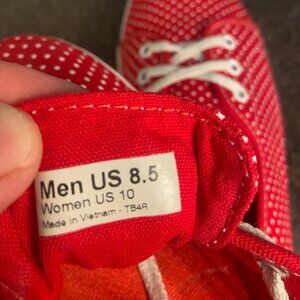 Men US 8.5
Women US 10
Made in Vietnam - TB4R